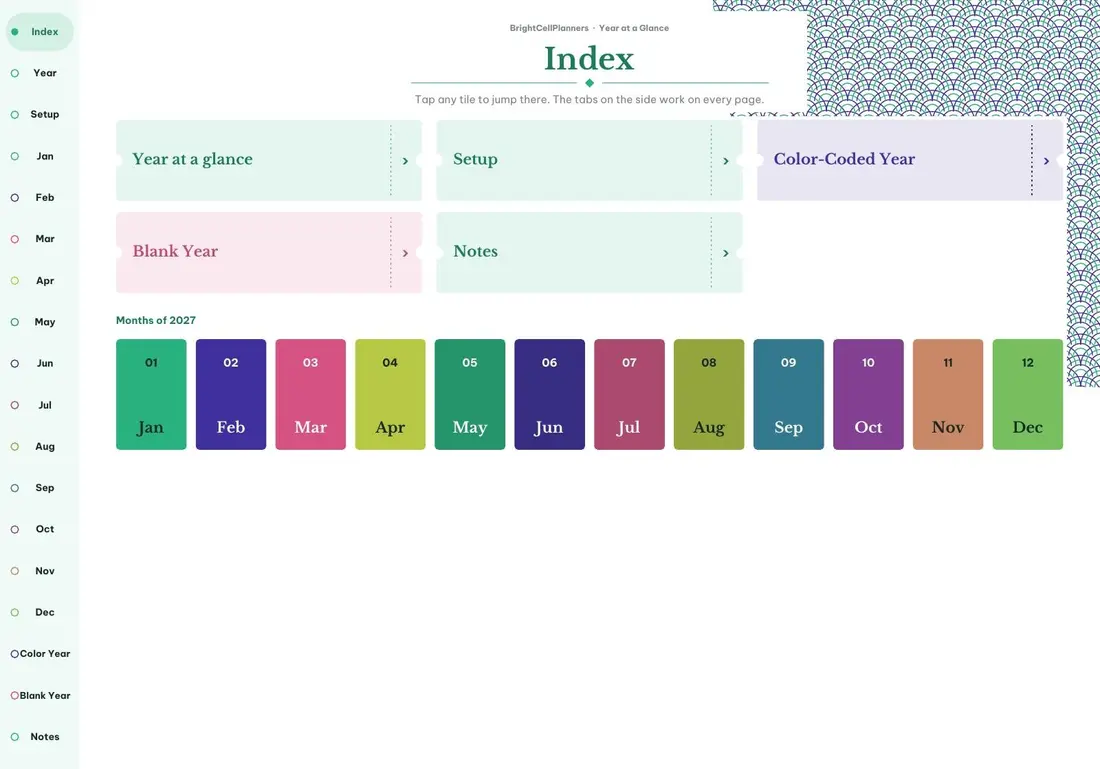 Index
Year
Setup
Jan
Feb
Mar
Apr
May
Jun
Jul
Aug
Sep
Oct
Nov
Dec
Color Year
Blank Year
Notes
BrightCellPlanners · Year at a Glance
Index
Tap any tile to jump there. The tabs on the side work on every page.
Year at a glance ›
Setup ›
Color-Coded Year ›
Blank Year ›
Notes ›
Months of 2027
01 02 03 04 05 06 07 08 09 10 11 12
Jan Feb Mar Apr May Jun Jul Aug Sep Oct Nov Dec